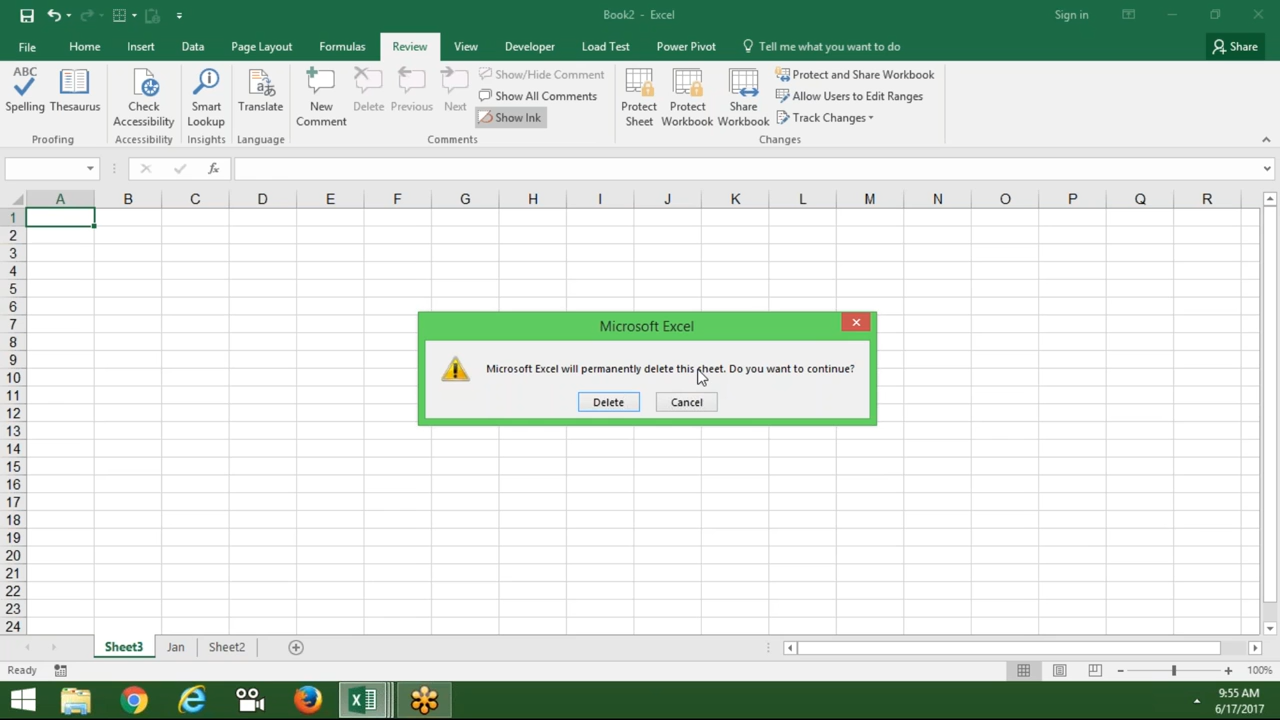 Book2 - Excel
Sign in
File Home Insert Data Page Layout Formulas Review View Developer Load Test Power Pivot Tell me what you want to do Share
ABC
Spelling Thesaurus Check Accessibility Smart Lookup Translate New Comment Delete Previous Next
Show/Hide Comment
Show All Comments
Show Ink
Protect Sheet Protect Workbook Share Workbook
Protect and Share Workbook
Allow Users to Edit Ranges
Track Changes
Proofing Accessibility Insights Language Comments Changes
fx
A B C D E F G H I J K L M N O P Q R
1
2
3
4
5
6
7
8
9
10
11
12
13
14
15
16
17
18
19
20
21
22
23
24
Microsoft Excel
Microsoft Excel will permanently delete this sheet. Do you want to continue?
Delete Cancel
Sheet3 Jan Sheet2
Ready
100%
9:55 AM
6/17/2017